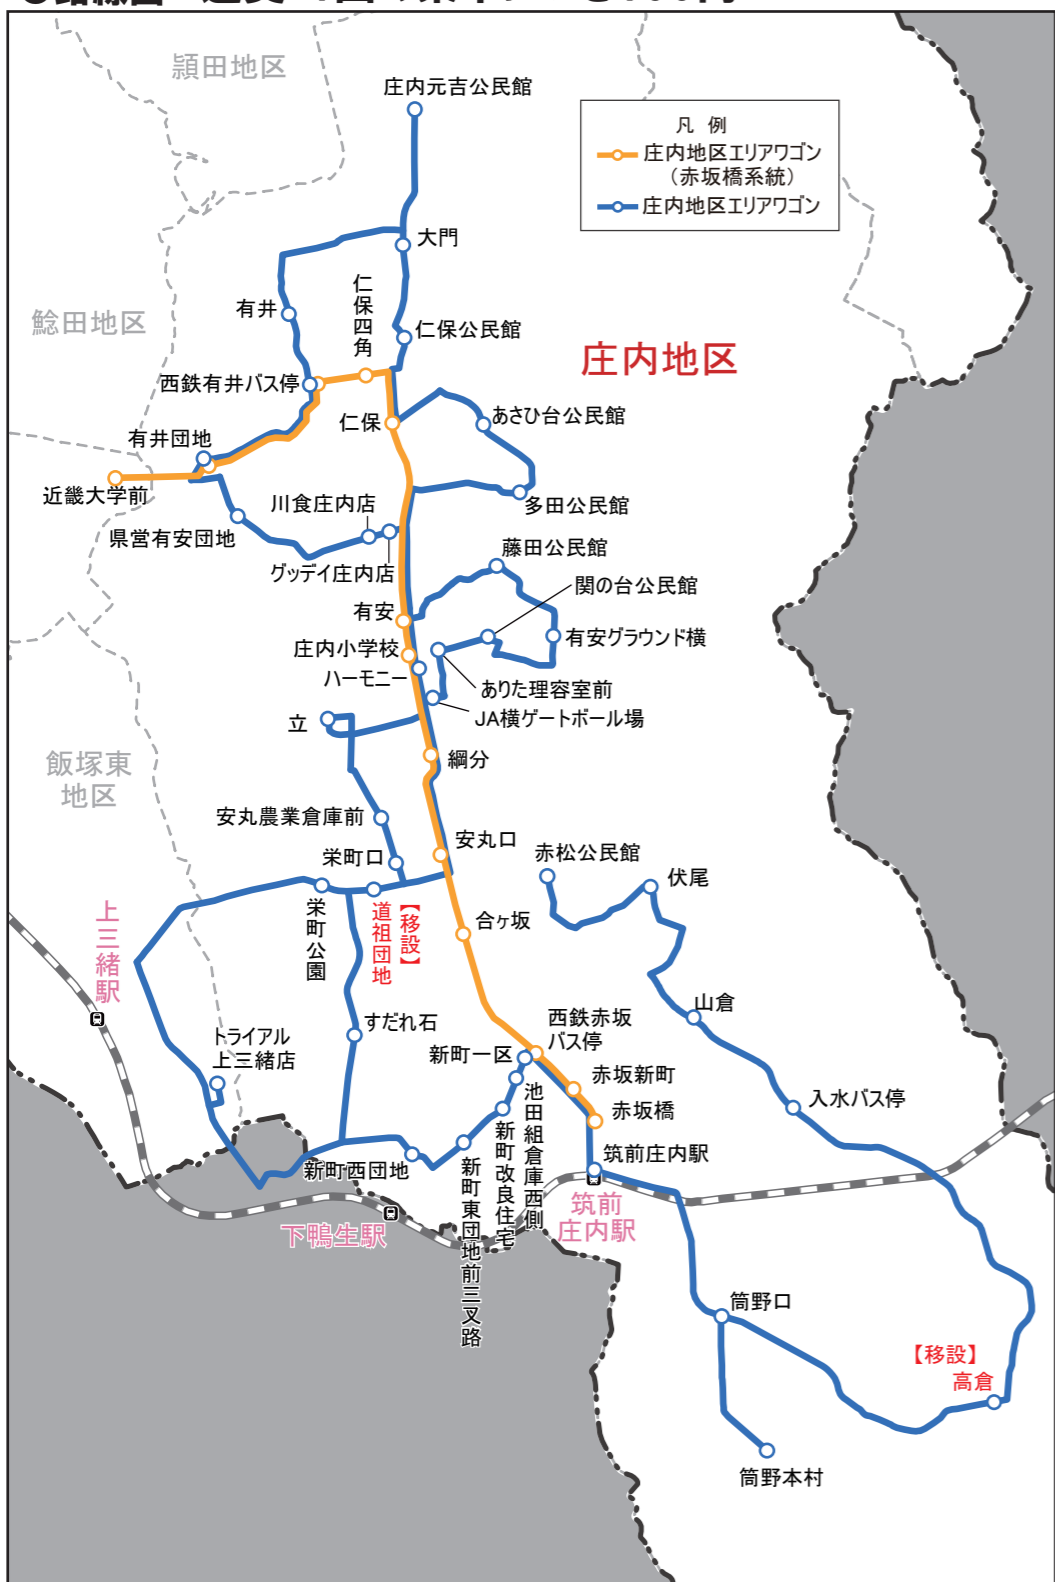 頴田地区
庄内元吉公民館
凡 例
庄内地区エリアワゴン
（赤坂橋系統）
庄内地区エリアワゴン
大門
仁保四角
有井
仁保公民館
鯰田地区
庄内地区
西鉄有井バス停
仁保
あさひ台公民館
有井団地
近畿大学前
川食庄内店
多田公民館
県営有安団地
グッデイ庄内店
藤田公民館
関の台公民館
有安
有安グラウンド横
庄内小学校
ハーモニー
ありた理容室前
JA横ゲートボール場
立
綱分
飯塚東
地区
安丸農業倉庫前
安丸口
栄町口
赤松公民館
伏尾
上三緒駅
栄町公園
道祖団地
【移設】
合ヶ坂
山倉
すだれ石
西鉄赤坂
バス停
トライアル
上三緒店
新町一区
赤坂新町
池田組倉庫西側
赤坂橋
入水バス停
新町改良住宅
新町西団地
新町東団地前三叉路
筑前庄内駅
筑前
庄内駅
下鴨生駅
筒野口
【移設】
高倉
筒野本村